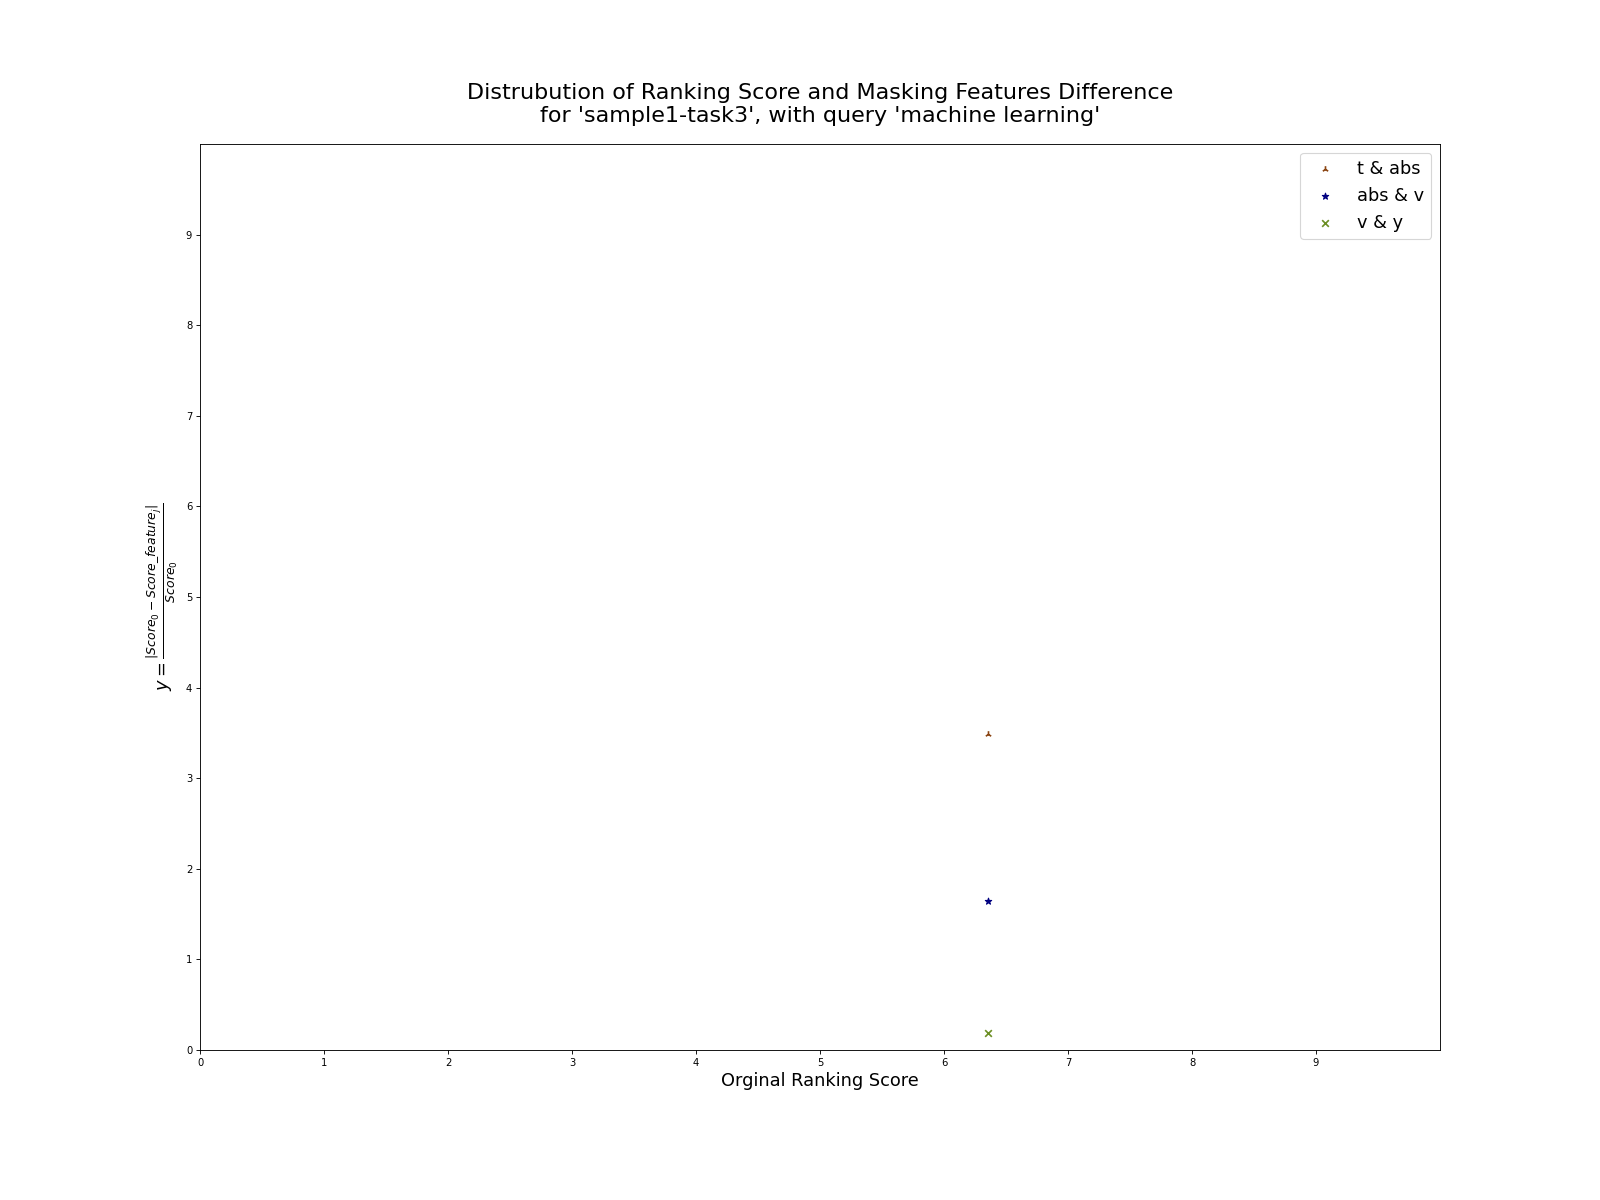 Distrubution of Ranking Score and Masking Features Difference
for 'sample1-task3', with query 'machine learning'
t & abs
abs & v
v & y
9
8
7
6
5
4
3
2
1
0
y = |Score₀ − Score_featureⱼ| / Score₀
0 1 2 3 4 5 6 7 8 9
Orginal Ranking Score